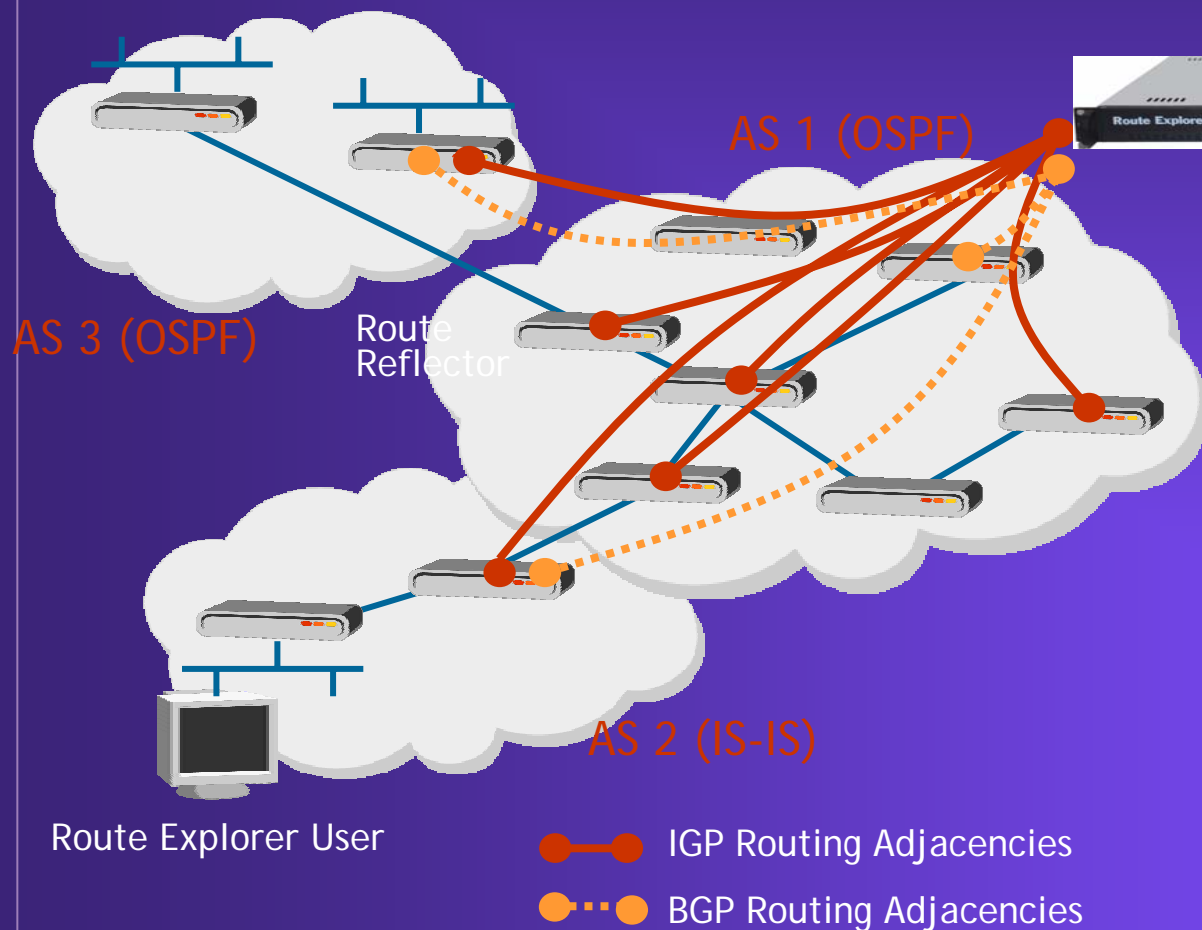 Route Explore
AS 1 (OSPF)
AS 3 (OSPF)
Route
Reflector
AS 2 (IS-IS)
Route Explorer User
IGP Routing Adjacencies
BGP Routing Adjacencies